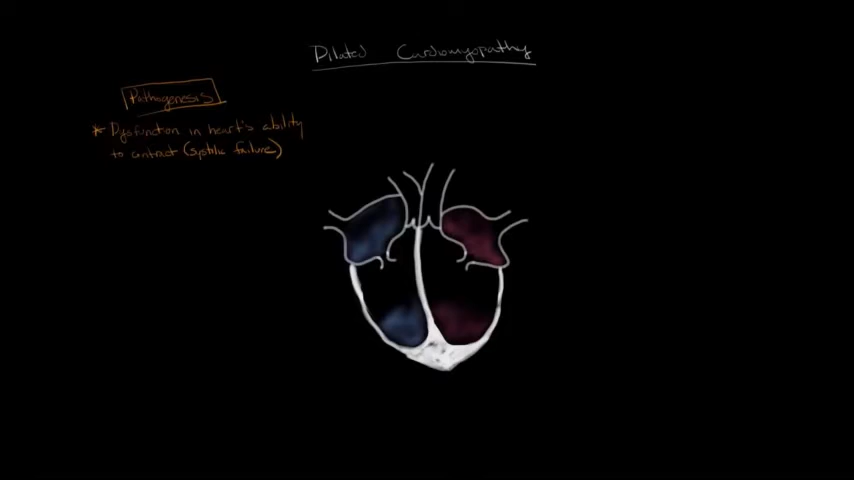 Dilated Cardiomyopathy
Pathogenesis
* Dysfunction in heart's ability
to contract (systolic failure)